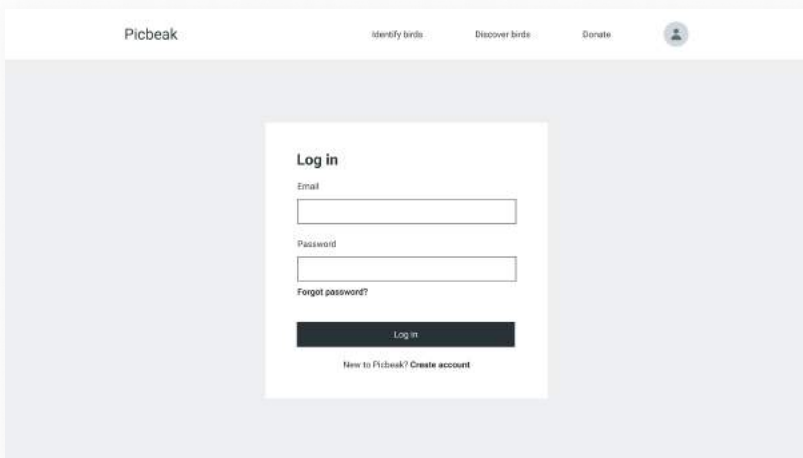 Picbeak
Identify birds
Discover birds
Donate
Log in
Email
Password
Forgot password?
Log in
New to Picbeak? Create account